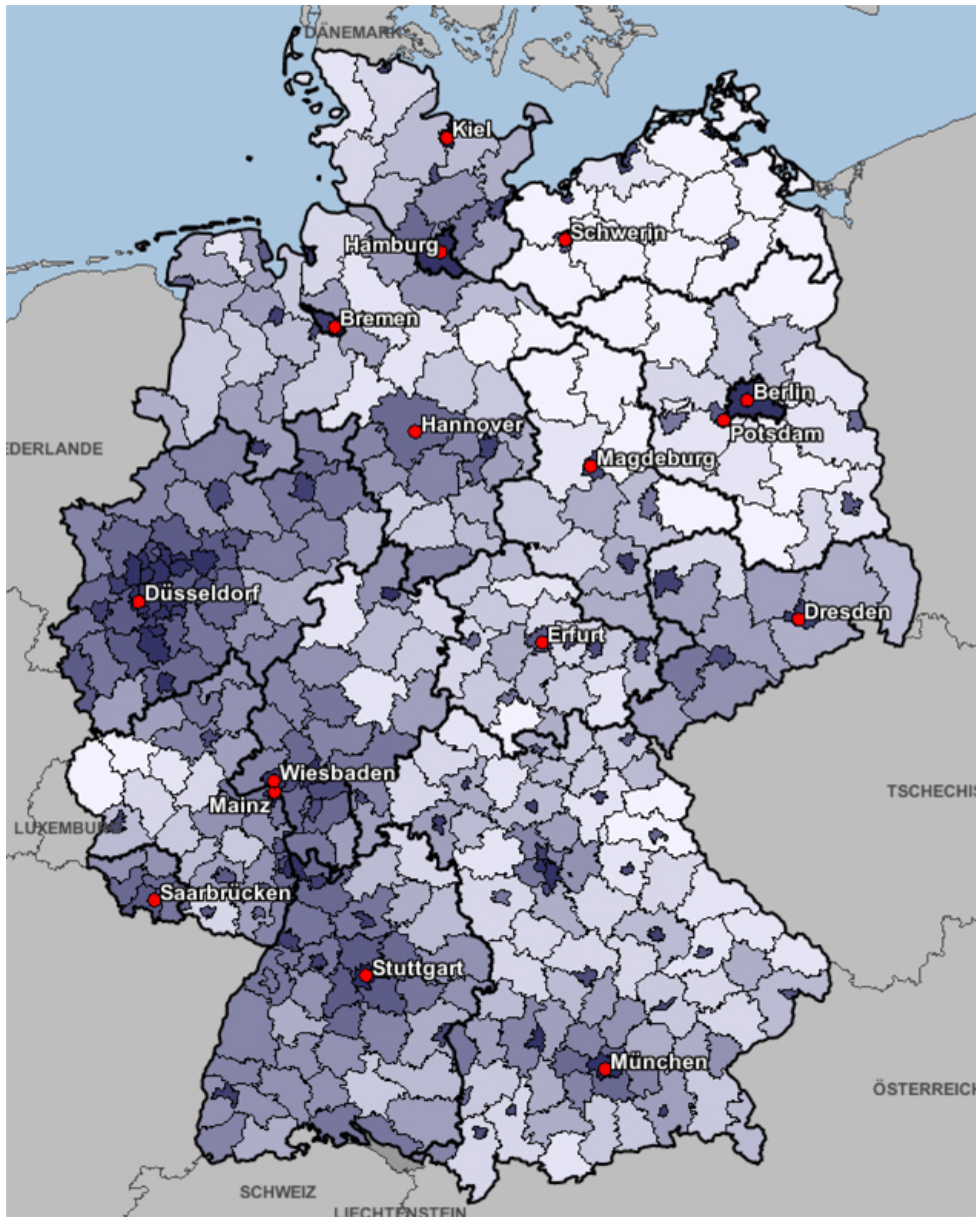 DÄNEMARK
Kiel
Schwerin
Hamburg
Bremen
Berlin
Hannover
Potsdam
EDERLANDE
Magdeburg
Düsseldorf
Dresden
Erfurt
Wiesbaden
Mainz
TSCHECHIS
LUXEMBURG
Saarbrücken
Stuttgart
München
ÖSTERREICH
SCHWEIZ
LIECHTENSTEIN